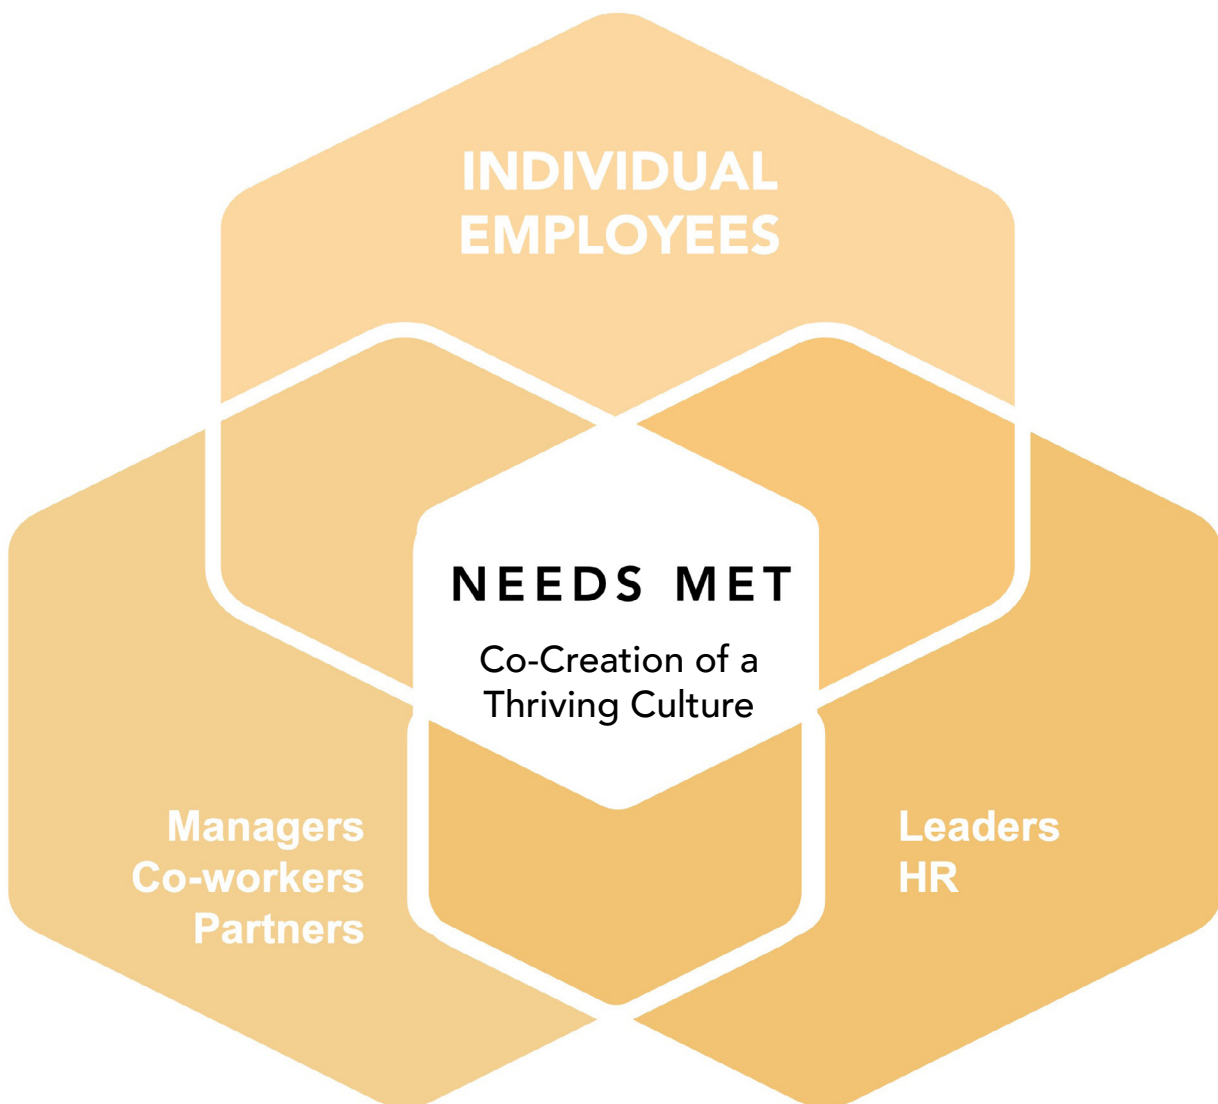 INDIVIDUAL
EMPLOYEES
NEEDS MET
Co-Creation of a
Thriving Culture
Managers
Co-workers
Partners
Leaders
HR